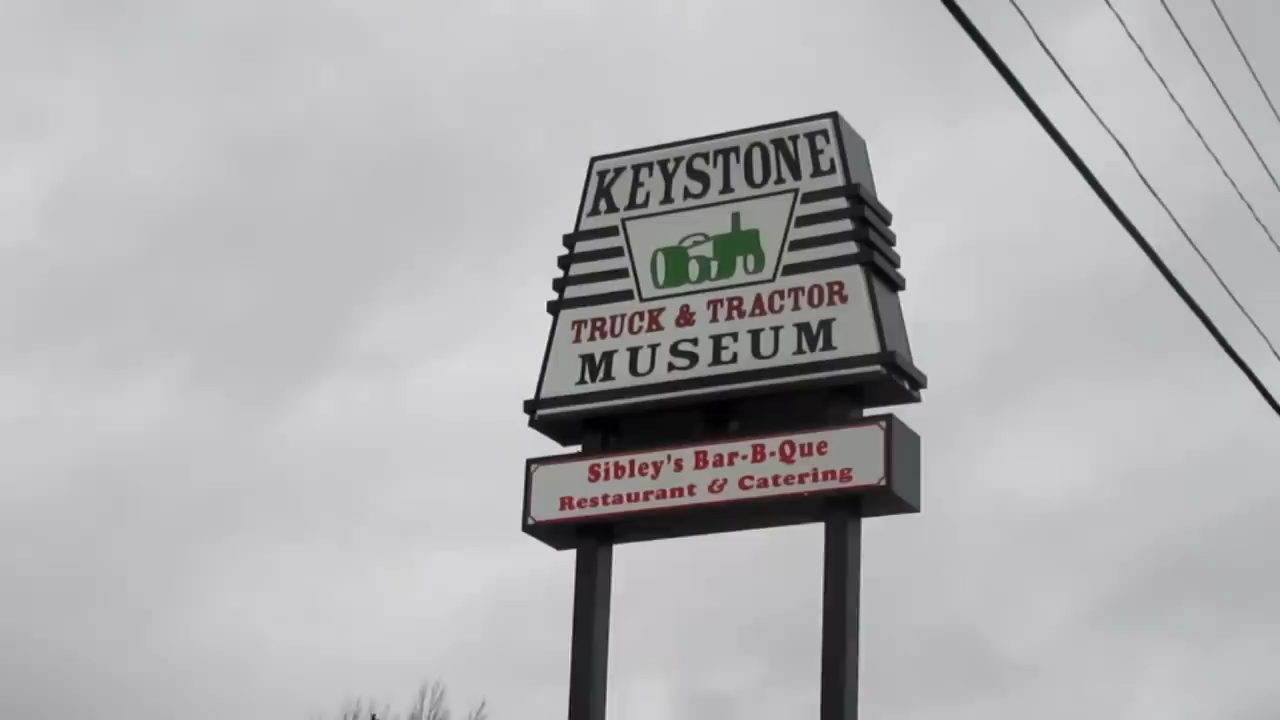 KEYSTONE
TRUCK & TRACTOR
MUSEUM
Sibley's Bar-B-Que
Restaurant & Catering